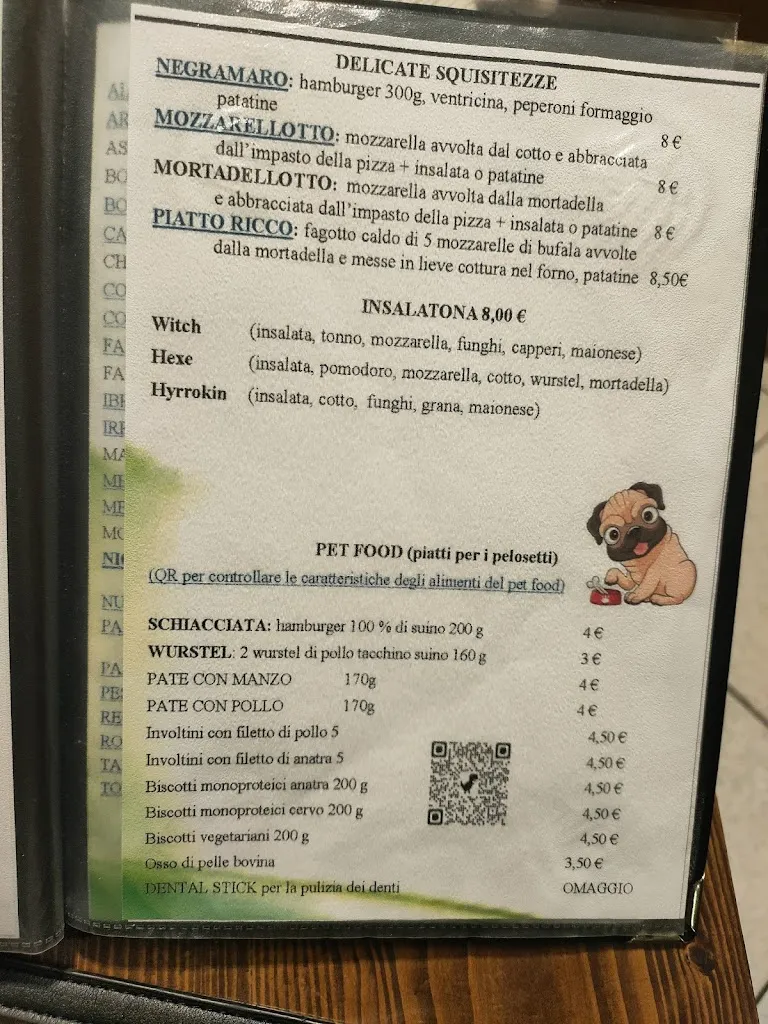 DELICATE SQUISITEZZE
NEGRAMARO: hamburger 300g, ventricina, peperoni formaggio
patatine 8 €
MOZZARELLOTTO: mozzarella avvolta dal cotto e abbracciata
dall'impasto della pizza + insalata o patatine 8 €
MORTADELLOTTO: mozzarella avvolta dalla mortadella
e abbracciata dall'impasto della pizza + insalata o patatine 8 €
PIATTO RICCO: fagotto caldo di 5 mozzarelle di bufala avvolte
dalla mortadella e messe in lieve cottura nel forno, patatine 8,50€
INSALATONA 8,00 €
Witch (insalata, tonno, mozzarella, funghi, capperi, maionese)
Hexe (insalata, pomodoro, mozzarella, cotto, wurstel, mortadella)
Hyrrokin (insalata, cotto, funghi, grana, maionese)
PET FOOD (piatti per i pelosetti)
(QR per controllare le caratteristiche degli alimenti del pet food)
SCHIACCIATA: hamburger 100 % di suino 200 g 4 €
WURSTEL: 2 wurstel di pollo tacchino suino 160 g 3 €
PATE CON MANZO 170g 4 €
PATE CON POLLO 170g 4 €
Involtini con filetto di pollo 5 4,50 €
Involtini con filetto di anatra 5 4,50 €
Biscotti monoproteici anatra 200 g 4,50 €
Biscotti monoproteici cervo 200 g 4,50 €
Biscotti vegetariani 200 g 4,50 €
Osso di pelle bovina 3,50 €
DENTAL STICK per la pulizia dei denti OMAGGIO